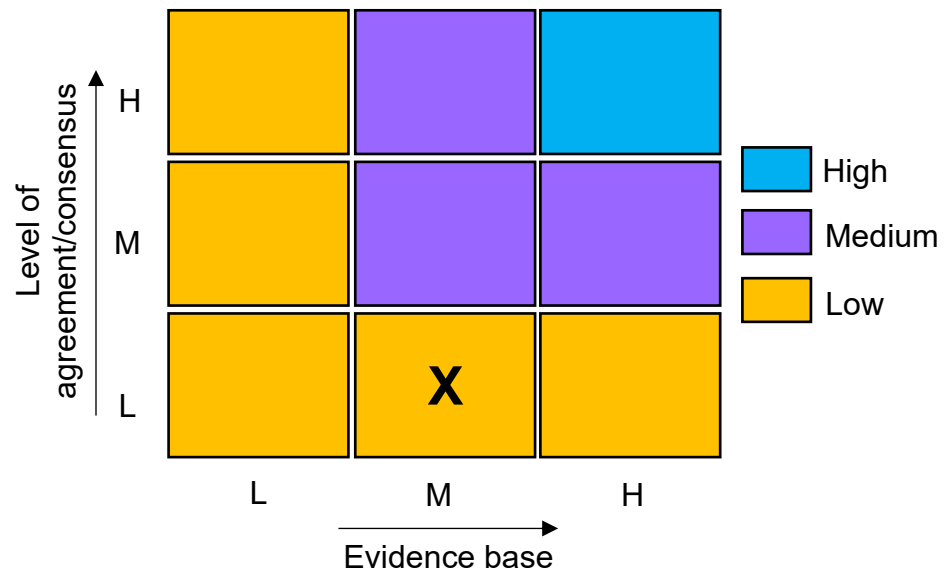 Level of
agreement/consensus
H
M
L
X
L
M
H
Evidence base
High
Medium
Low